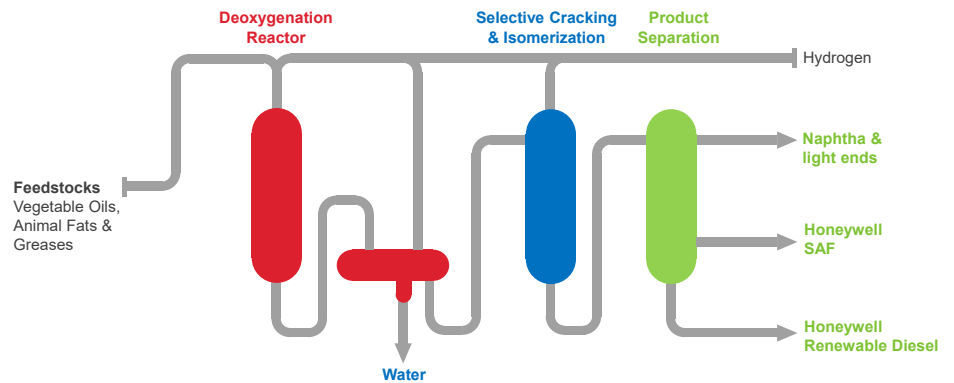 Deoxygenation
Reactor
Selective Cracking
& Isomerization
Product
Separation
Hydrogen
Naphtha &
light ends
Feedstocks
Vegetable Oils,
Animal Fats &
Greases
Honeywell
SAF
Honeywell
Renewable Diesel
Water